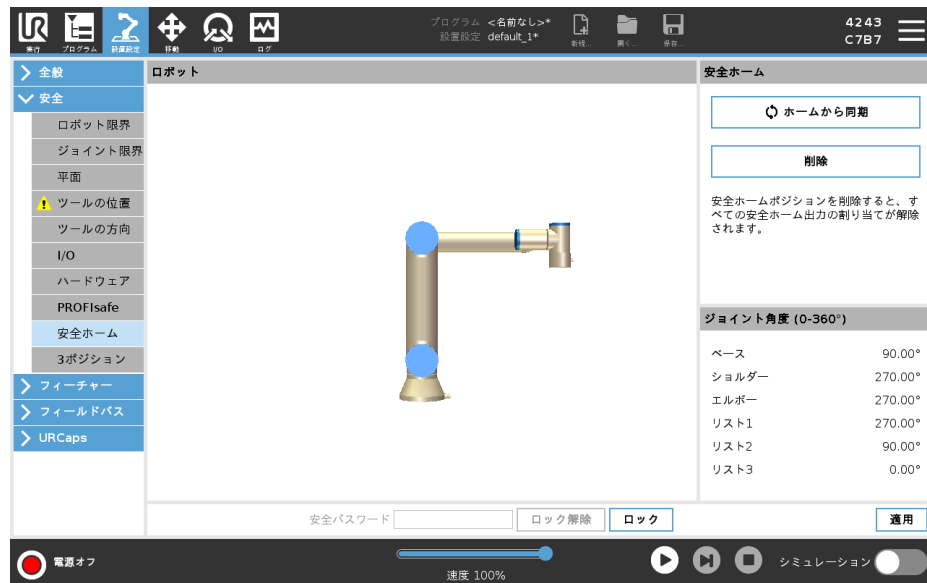 プログラム <名前なし>*
設置設定 default_1*
4243
C7B7
実行
プログラム
設置設定
移動
I/O
ログ
新規...
開く...
保存...
全般
安全
ロボット限界
ジョイント限界
平面
ツールの位置
ツールの方向
I/O
ハードウェア
PROFIsafe
安全ホーム
3ポジション
フィーチャー
フィールドバス
URCaps
ロボット
安全ホーム
ホームから同期
削除
安全ホームポジションを削除すると、す
べての安全ホーム出力の割り当てが解除
されます。
ジョイント角度 (0-360°)
ベース 90.00°
ショルダー 270.00°
エルボー 270.00°
リスト1 270.00°
リスト2 90.00°
リスト3 0.00°
安全パスワード
ロック解除
ロック
適用
電源オフ
速度 100%
シミュレーション